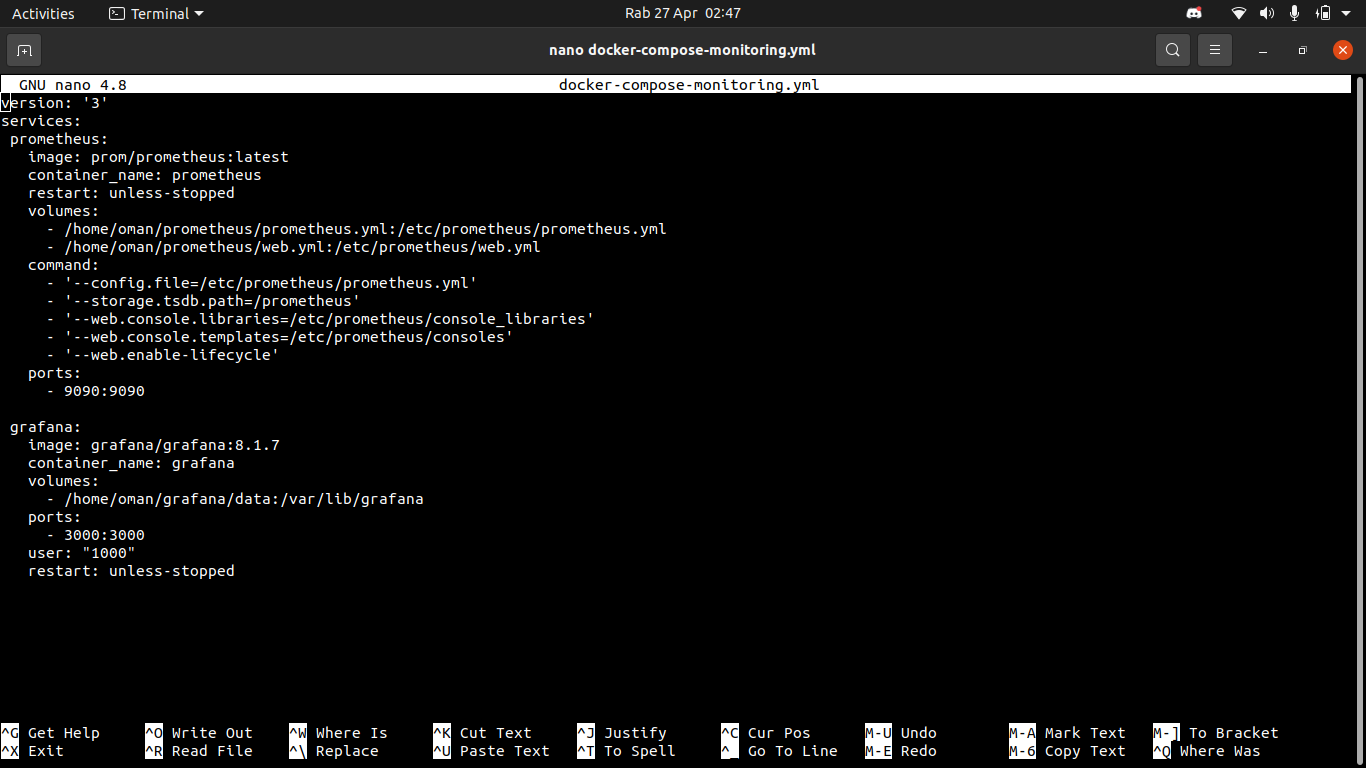 Activities Terminal Rab 27 Apr 02:47
nano docker-compose-monitoring.yml
GNU nano 4.8 docker-compose-monitoring.yml
version: '3'
services:
 prometheus:
   image: prom/prometheus:latest
   container_name: prometheus
   restart: unless-stopped
   volumes:
     - /home/oman/prometheus/prometheus.yml:/etc/prometheus/prometheus.yml
     - /home/oman/prometheus/web.yml:/etc/prometheus/web.yml
   command:
     - '--config.file=/etc/prometheus/prometheus.yml'
     - '--storage.tsdb.path=/prometheus'
     - '--web.console.libraries=/etc/prometheus/console_libraries'
     - '--web.console.templates=/etc/prometheus/consoles'
     - '--web.enable-lifecycle'
   ports:
     - 9090:9090
 grafana:
   image: grafana/grafana:8.1.7
   container_name: grafana
   volumes:
     - /home/oman/grafana/data:/var/lib/grafana
   ports:
     - 3000:3000
   user: "1000"
   restart: unless-stopped
^G Get Help ^O Write Out ^W Where Is ^K Cut Text ^J Justify ^C Cur Pos M-U Undo M-A Mark Text M-] To Bracket
^X Exit ^R Read File ^\ Replace ^U Paste Text ^T To Spell ^_ Go To Line M-E Redo M-6 Copy Text ^Q Where Was